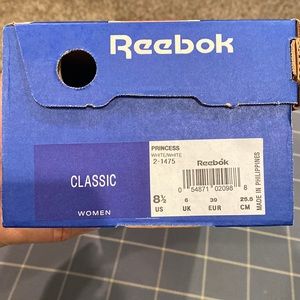 Reebok
PRINCESS
WHITE/WHITE
2-1475
Reebok
CLASSIC
WOMEN
0 54871 02098 8
8½ 6 39 25.5
US UK EUR CM
MADE IN PHILIPPINES